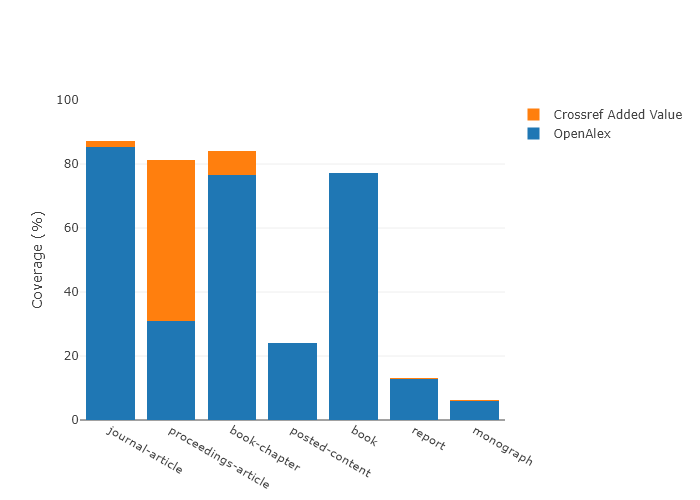 100
80
60
40
20
0
Coverage (%)
journal-article
proceedings-article
book-chapter
posted-content
book
report
monograph
Crossref Added Value
OpenAlex